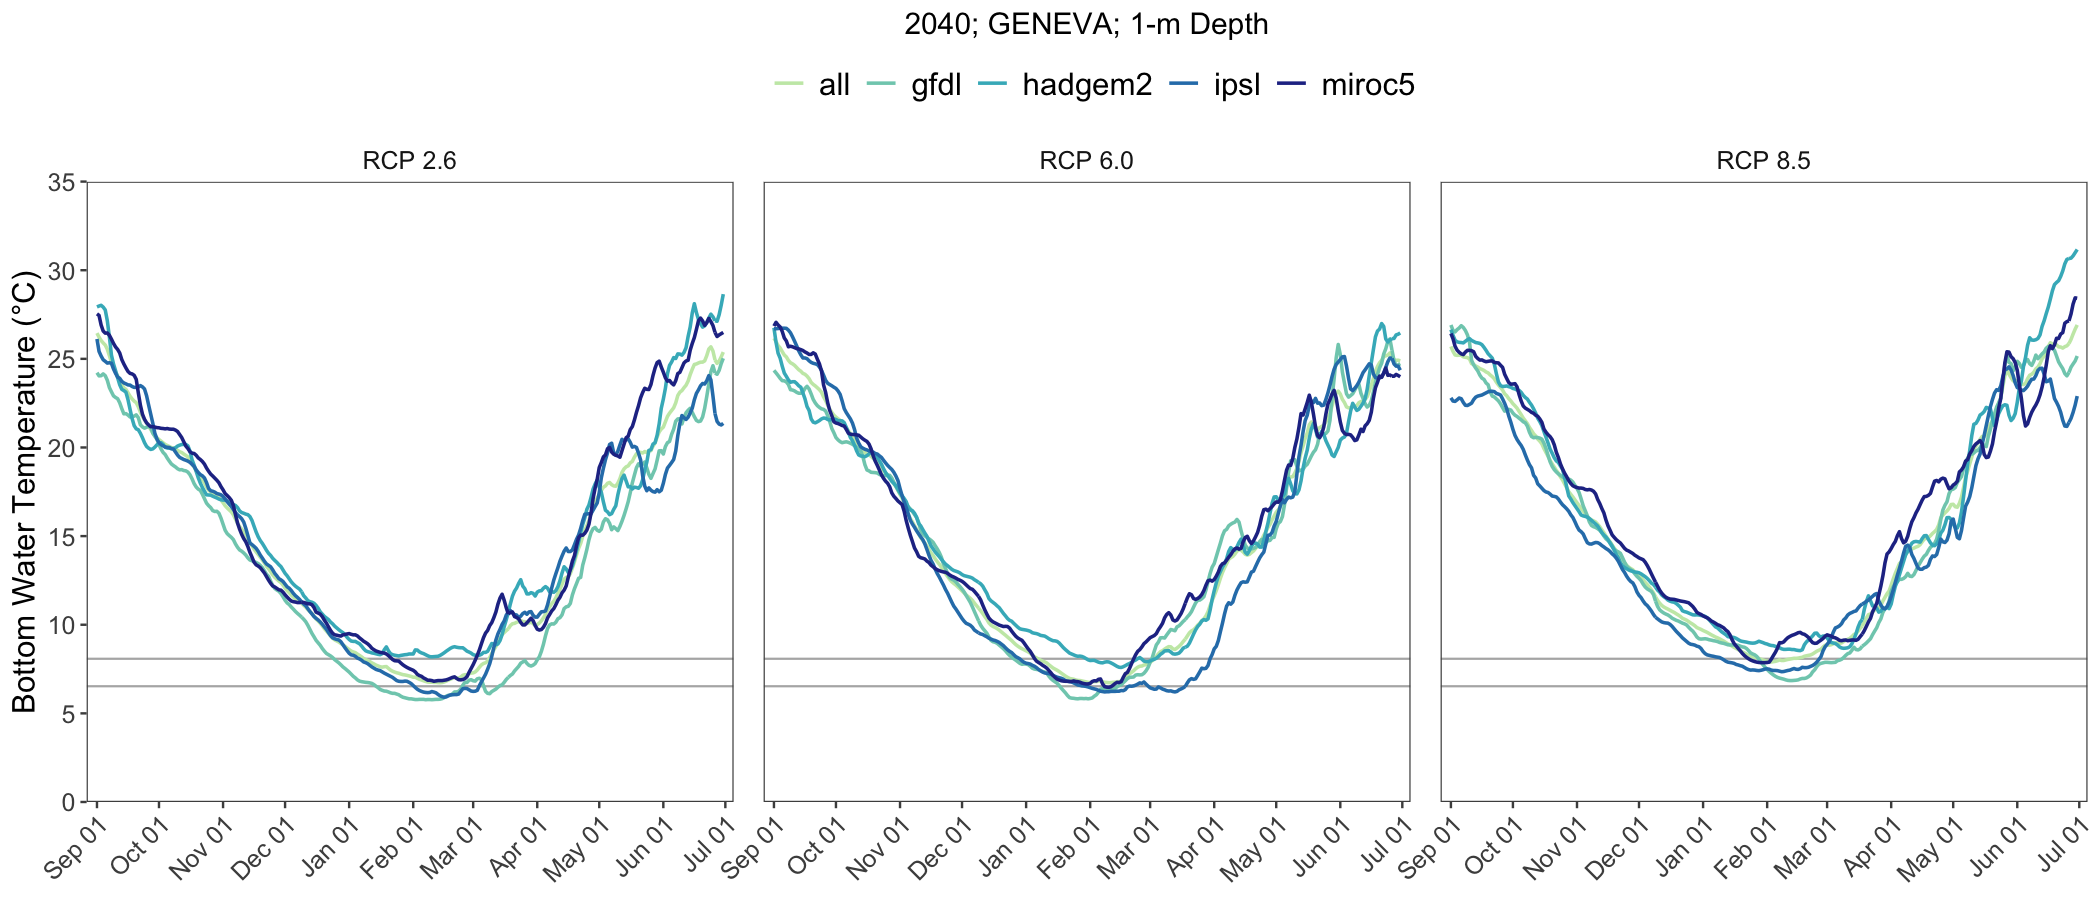 2040; GENEVA; 1-m Depth
all gfdl hadgem2 ipsl miroc5
RCP 2.6 RCP 6.0 RCP 8.5
Bottom Water Temperature (°C)
35
30
25
20
15
10
5
0
Sep 01 Oct 01 Nov 01 Dec 01 Jan 01 Feb 01 Mar 01 Apr 01 May 01 Jun 01 Jul 01 Sep 01 Oct 01 Nov 01 Dec 01 Jan 01 Feb 01 Mar 01 Apr 01 May 01 Jun 01 Jul 01 Sep 01 Oct 01 Nov 01 Dec 01 Jan 01 Feb 01 Mar 01 Apr 01 May 01 Jun 01 Jul 01